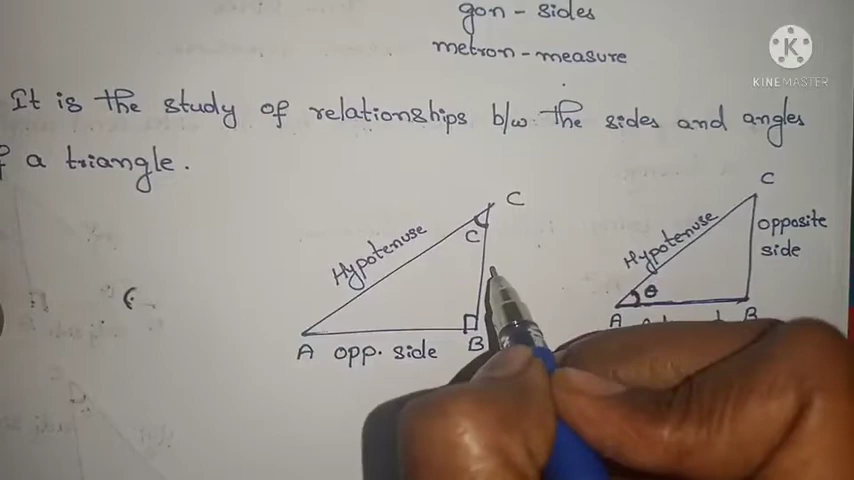 gon - sides
metron - measure
K
KINEMASTER
It is the study of relationships b/w the sides and angles
a triangle.
C
C
Hypotenuse
A opp. side B
C
Hypotenuse
opposite
side
θ
A B